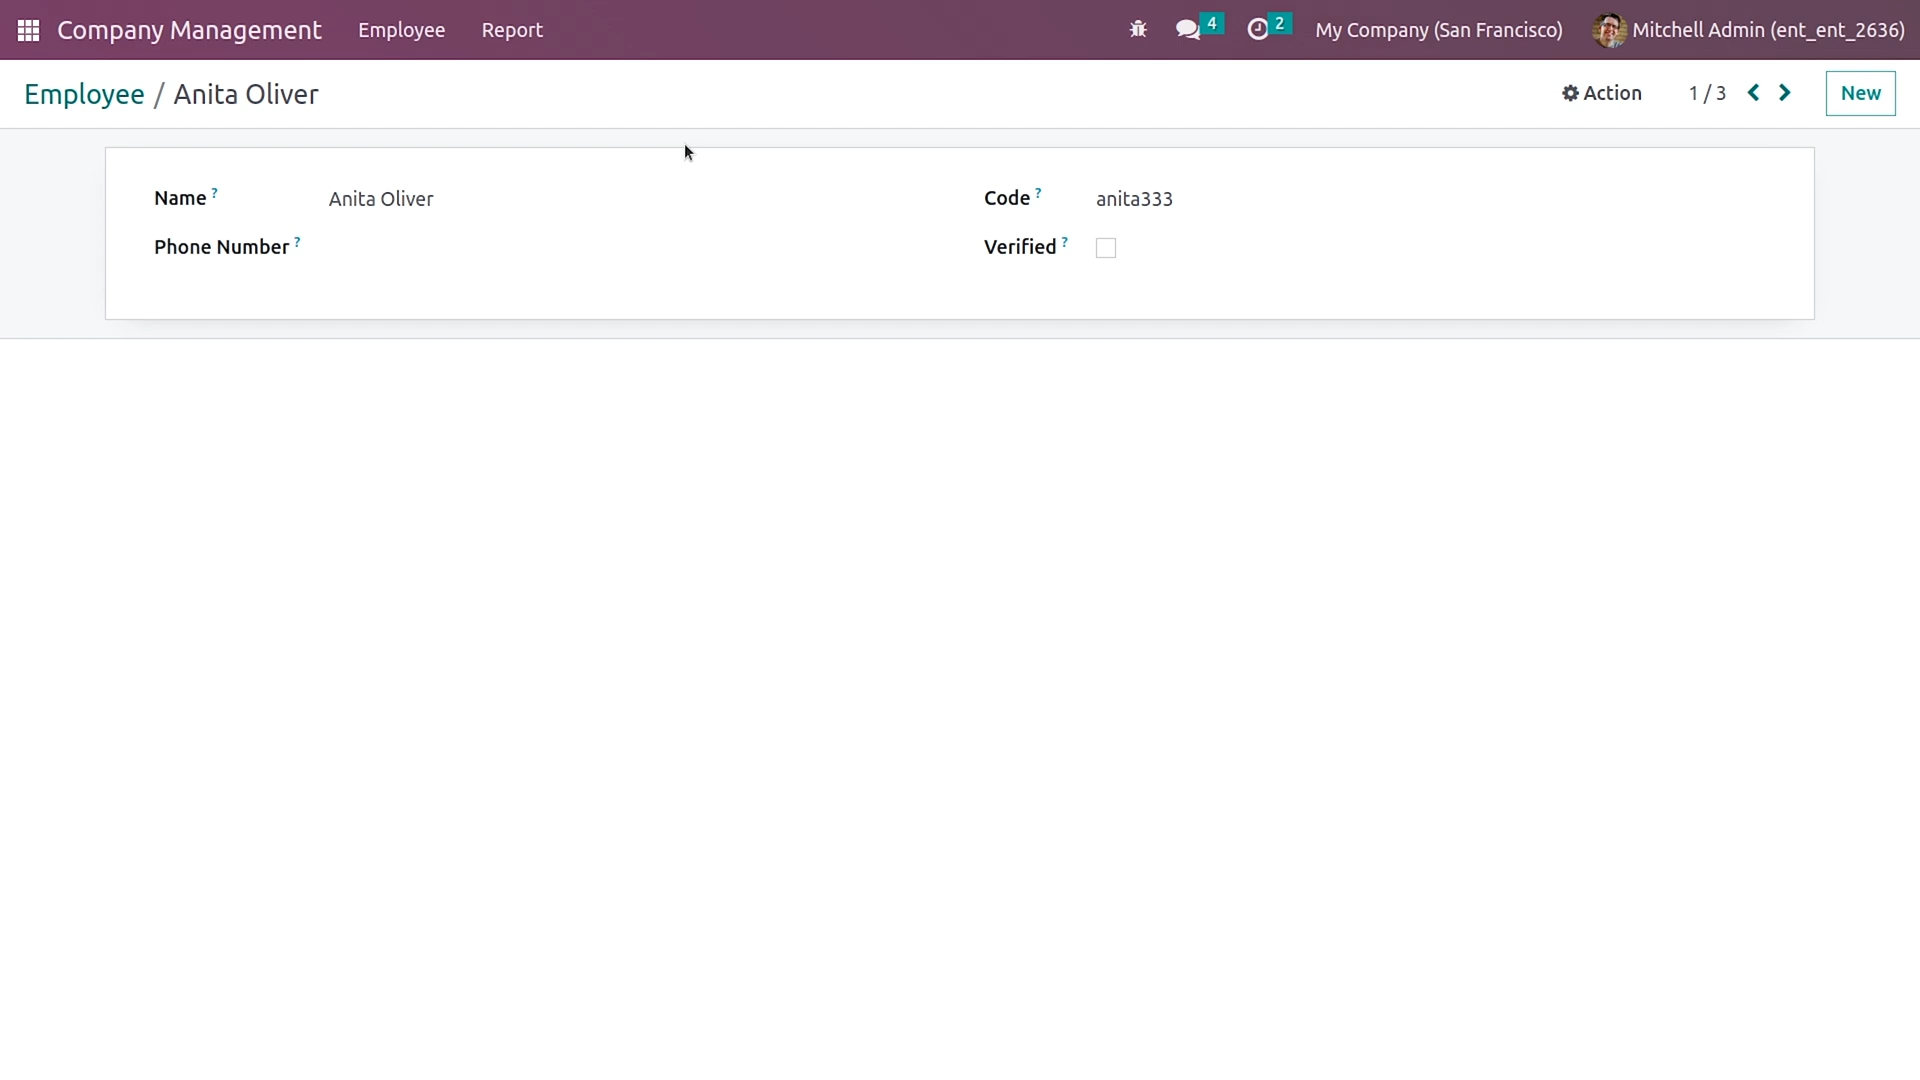 Company Management Employee Report 4 2 My Company (San Francisco) Mitchell Admin (ent_ent_2636)
Employee / Anita Oliver Action 1 / 3 New
Name ? Anita Oliver Code ? anita333
Phone Number ? Verified ?